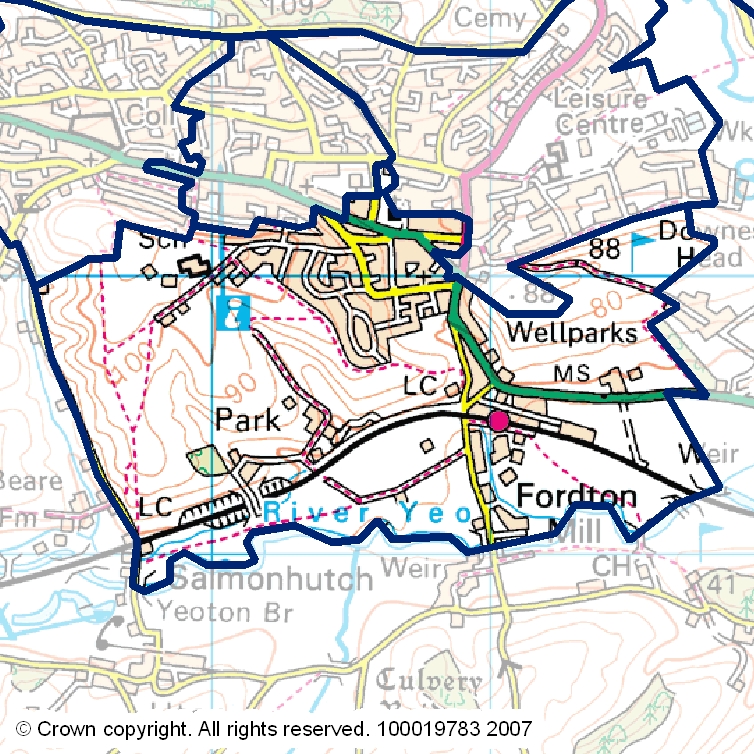 109
Cemy
Leisure
Centre
Coll
Wk
Sch
88
Downes
Head
88
80
100
Wellparks
MS
90
LC
Park
Weir
Beare
Fm
LC
River Yeo
Fordton
Mill
Salmonhutch
Weir
CH
41
Yeoton Br
Culvery
© Crown copyright. All rights reserved. 100019783 2007